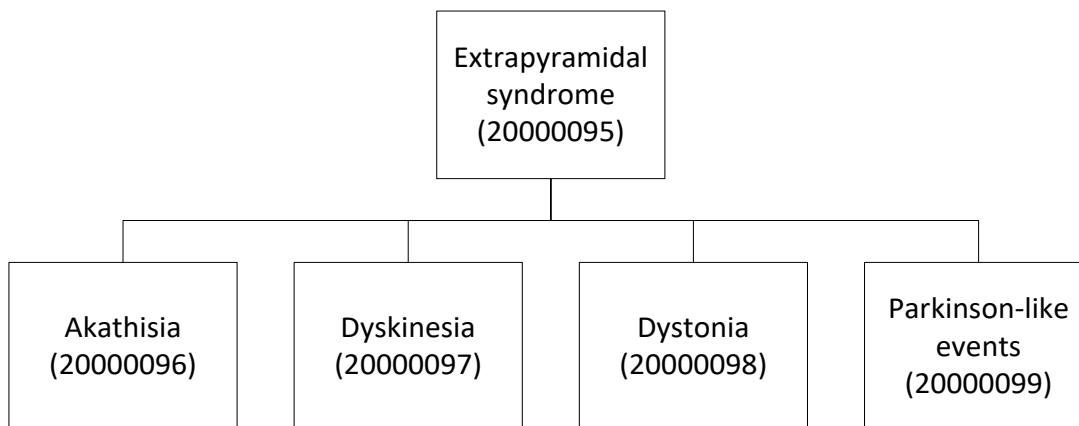 Extrapyramidal
syndrome
(20000095)
Akathisia
(20000096)
Dyskinesia
(20000097)
Dystonia
(20000098)
Parkinson-like
events
(20000099)